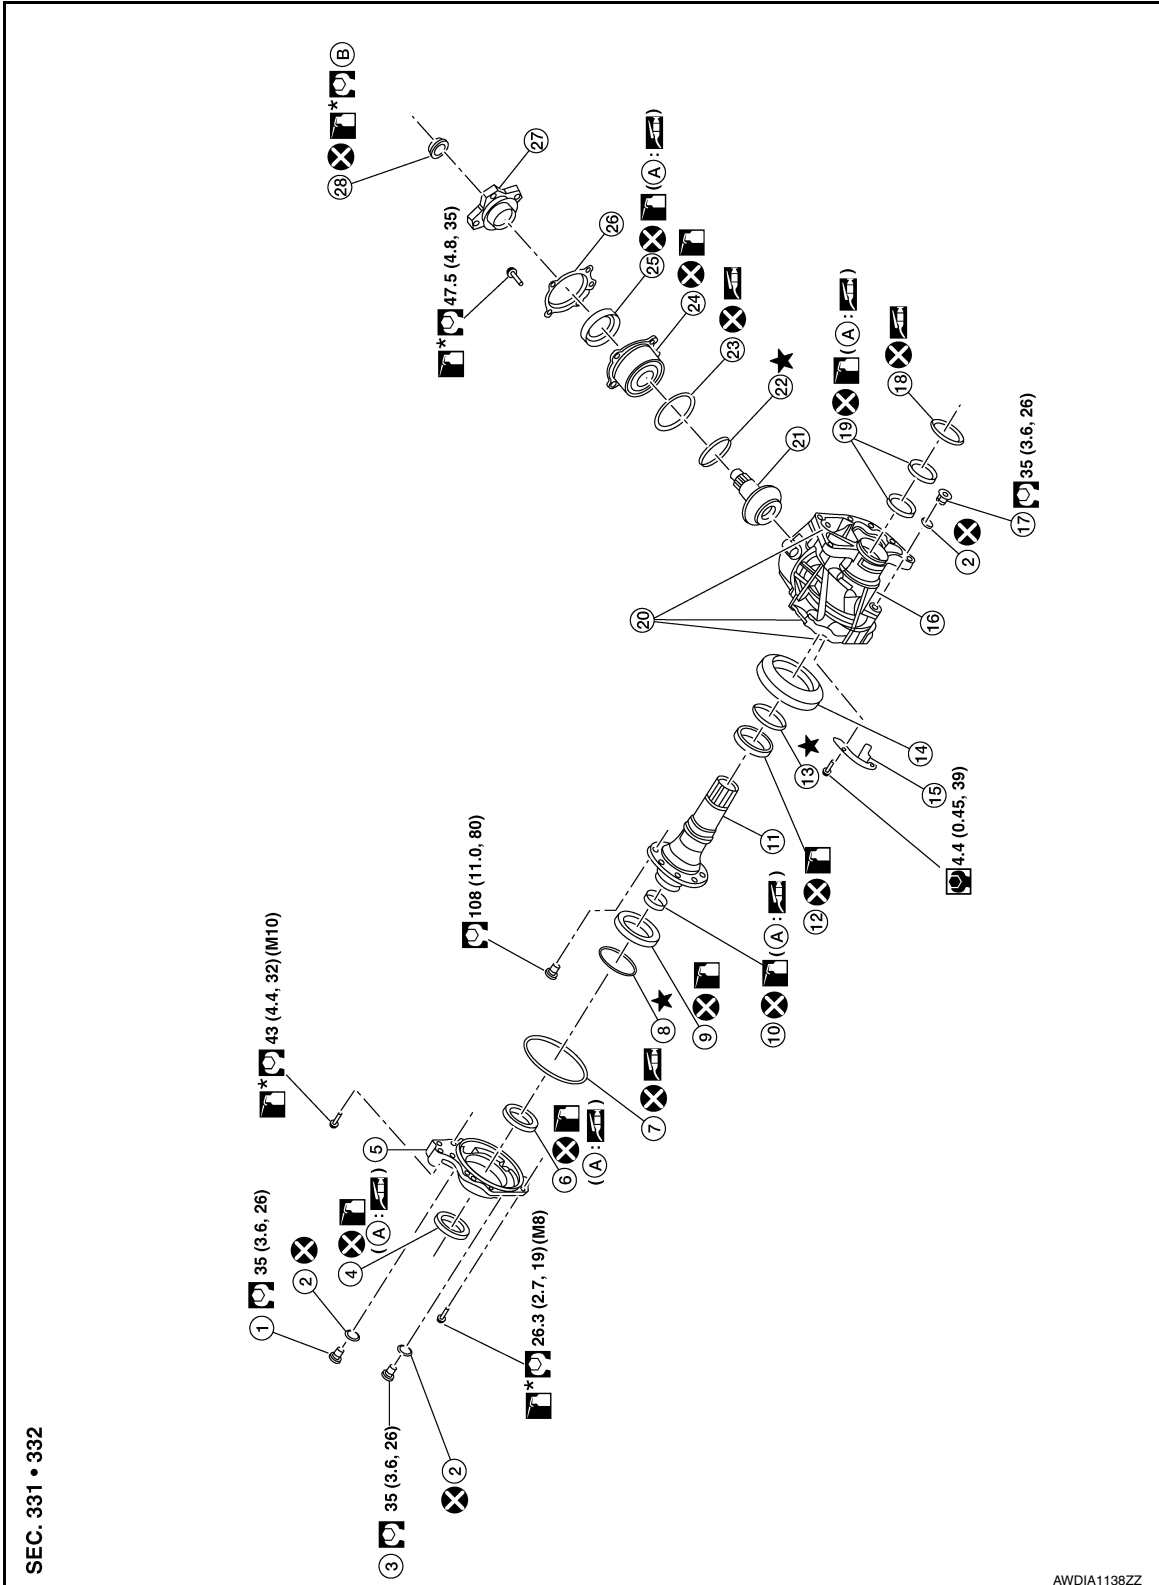 SEC. 331 • 332
1 35 (3.6, 26)
2
3 35 (3.6, 26)
2
4
(A: )
5
* 43 (4.4, 32) (M10)
* 26.3 (2.7, 19) (M8)
6
(A: )
7
8 ★
9
10 (A: )
108 (11.0, 80)
11
12
13 ★
14
15
4.4 (0.45, 39)
16
17 35 (3.6, 26)
2
18
19 (A: )
20
21
22 ★
23
24
25 (A: )
26
* 47.5 (4.8, 35)
27
28 * B
AWDIA1138ZZ